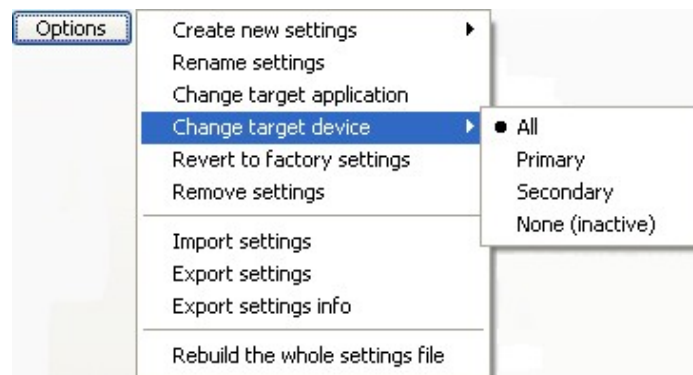 Options
Create new settings
Rename settings
Change target application
Change target device
Revert to factory settings
Remove settings
Import settings
Export settings
Export settings info
Rebuild the whole settings file
All
Primary
Secondary
None (inactive)